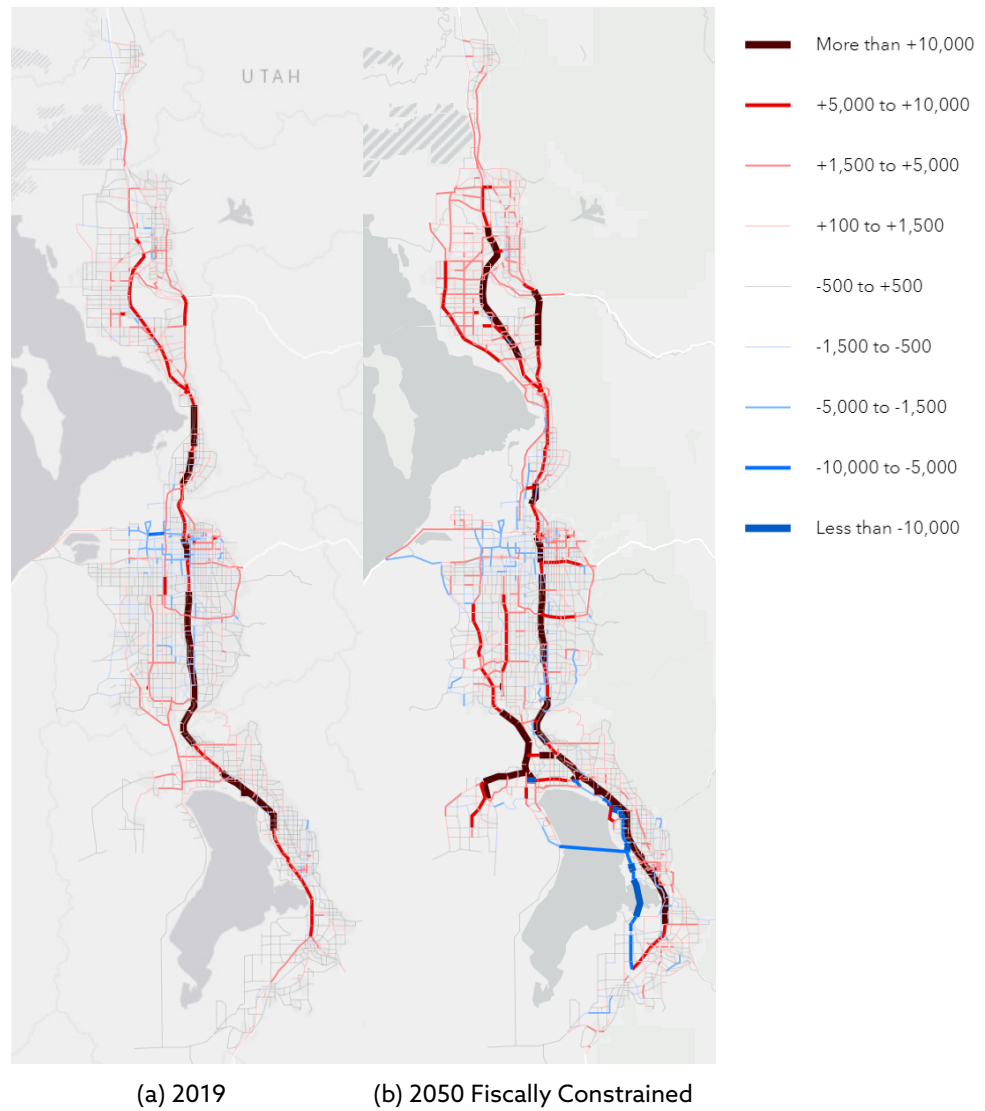 UTAH
More than +10,000
+5,000 to +10,000
+1,500 to +5,000
+100 to +1,500
-500 to +500
-1,500 to -500
-5,000 to -1,500
-10,000 to -5,000
Less than -10,000
(a) 2019
(b) 2050 Fiscally Constrained